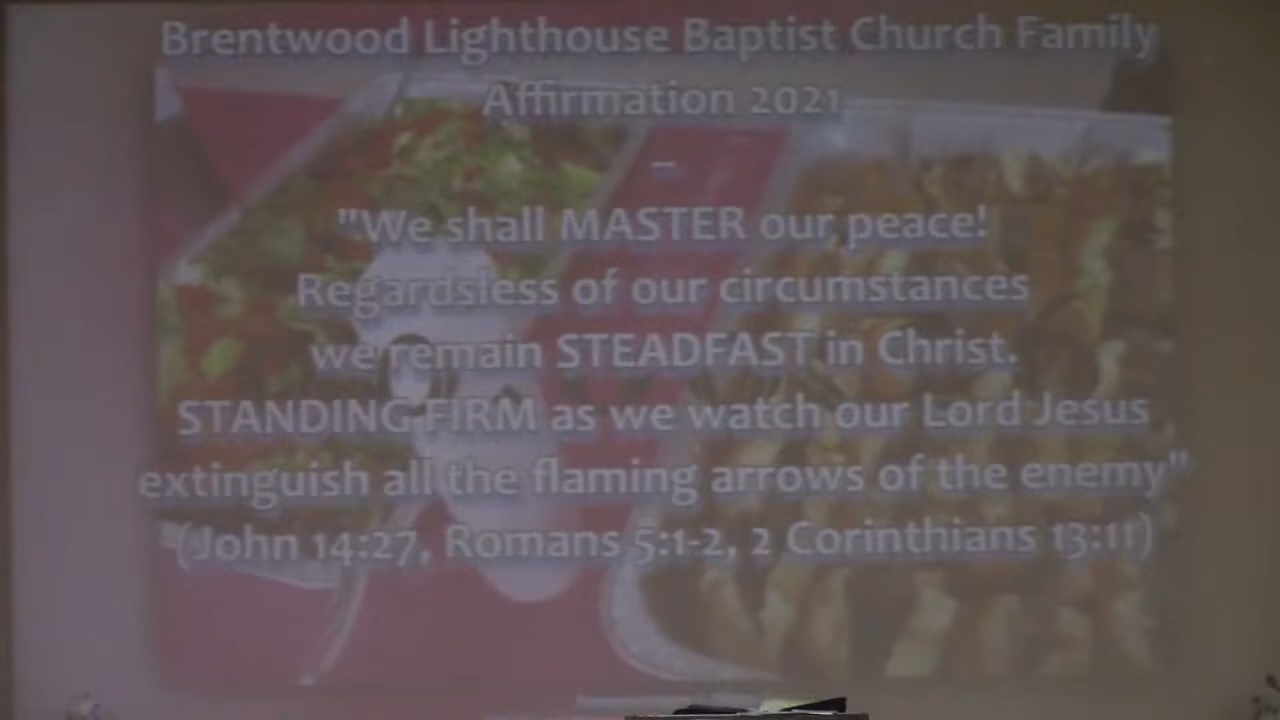 Brentwood Lighthouse Baptist Church Family
Affirmation 2021
–
"We shall MASTER our peace!
Regardsless of our circumstances
we remain STEADFAST in Christ.
STANDING FIRM as we watch our Lord Jesus
extinguish all the flaming arrows of the enemy"
(John 14:27, Romans 5:1-2, 2 Corinthians 13:11)